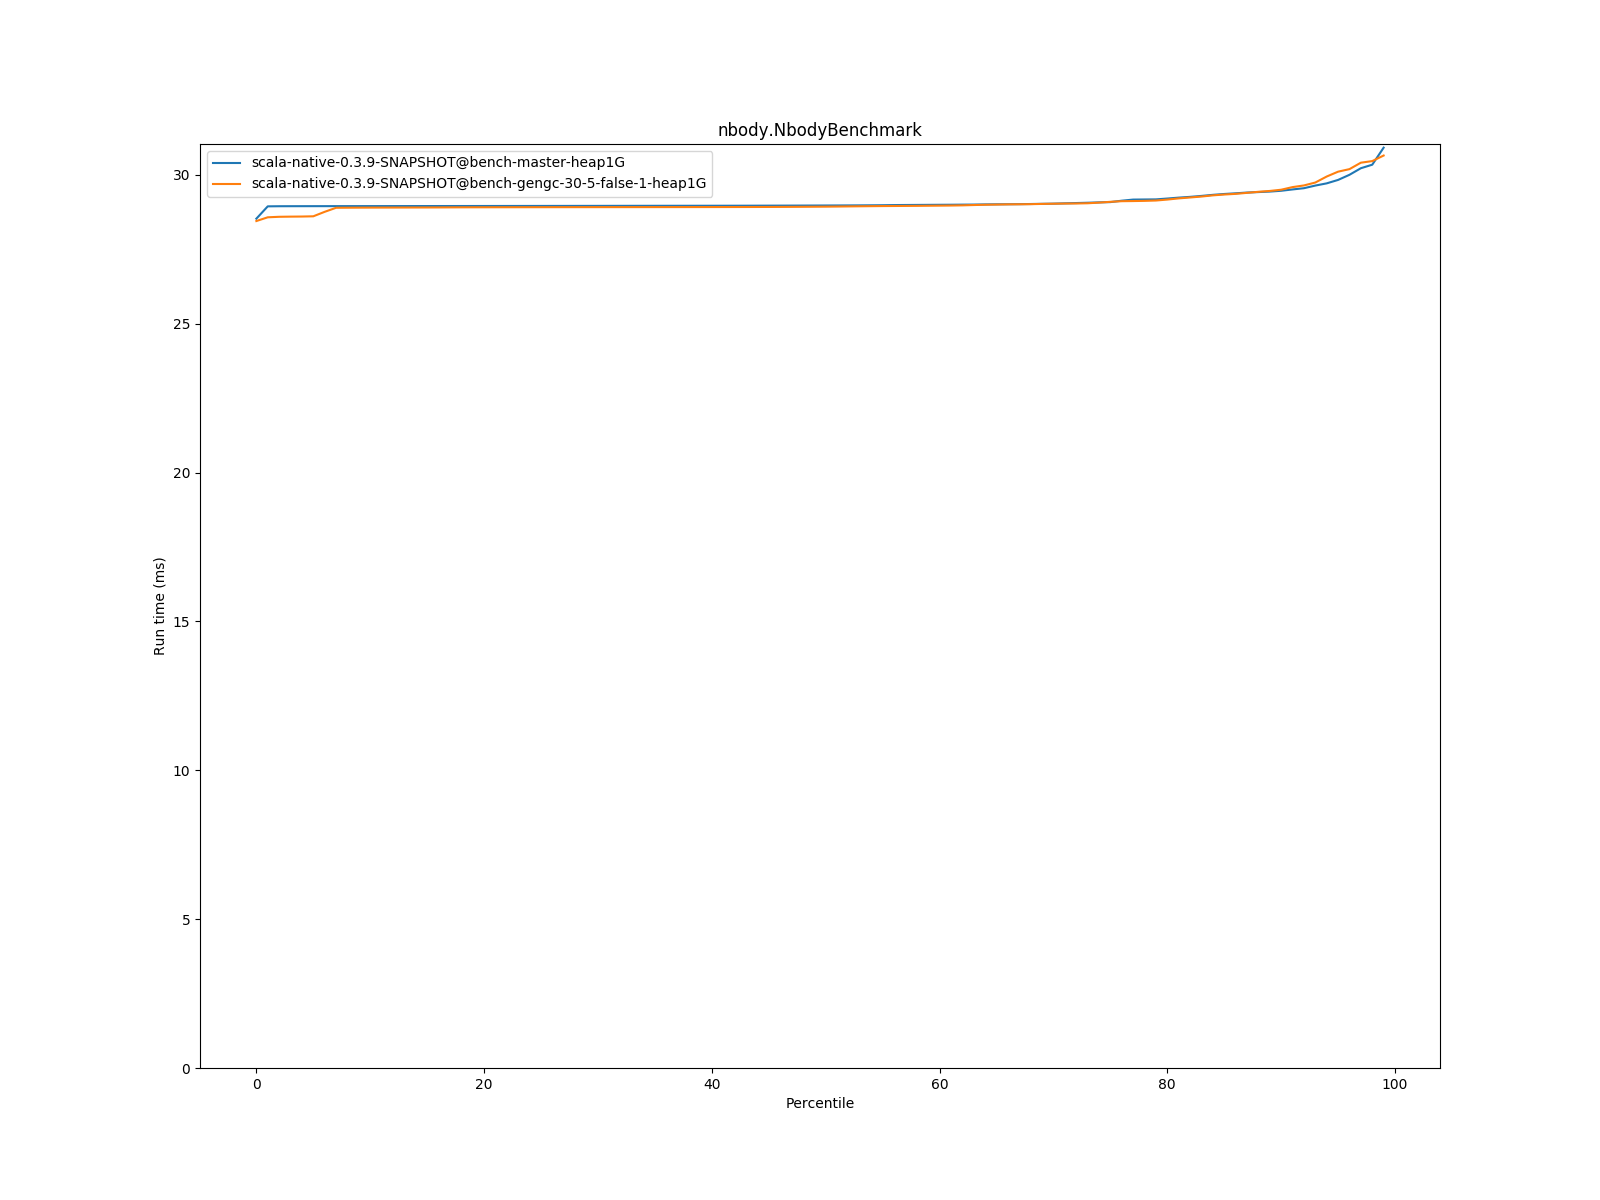 nbody.NbodyBenchmark
scala-native-0.3.9-SNAPSHOT@bench-master-heap1G
scala-native-0.3.9-SNAPSHOT@bench-gengc-30-5-false-1-heap1G
30
25
20
15
10
5
0
Run time (ms)
0 20 40 60 80 100
Percentile